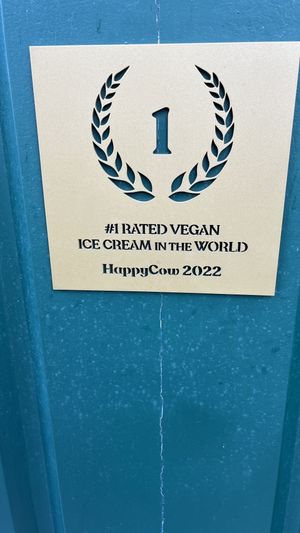 1
#1 RATED VEGAN
ICE CREAM IN THE WORLD
HappyCow 2022